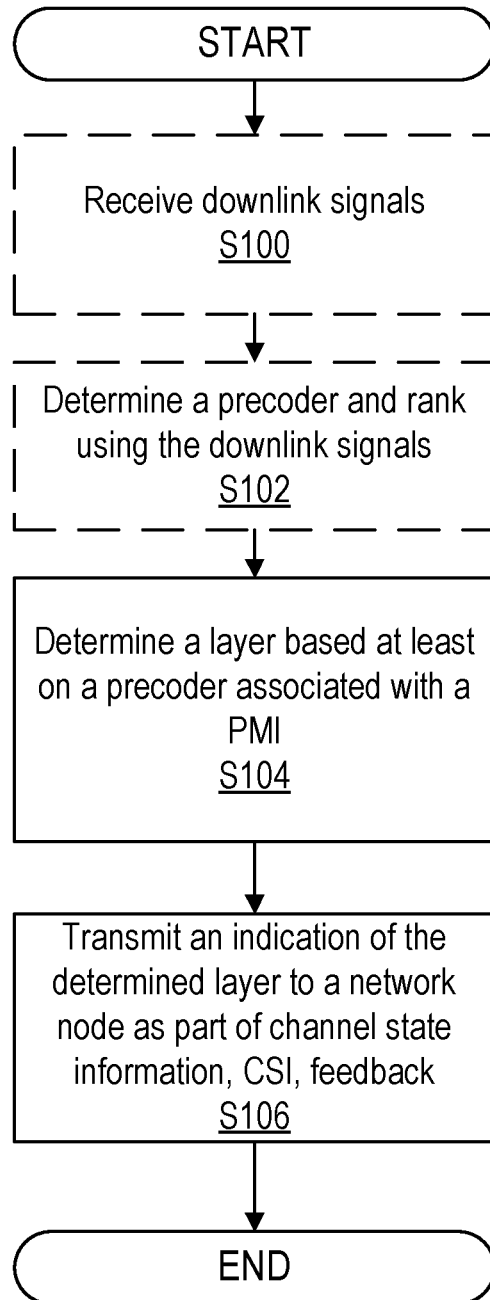 START
Receive downlink signals
S100
Determine a precoder and rank
using the downlink signals
S102
Determine a layer based at least
on a precoder associated with a
PMI
S104
Transmit an indication of the
determined layer to a network
node as part of channel state
information, CSI, feedback
S106
END